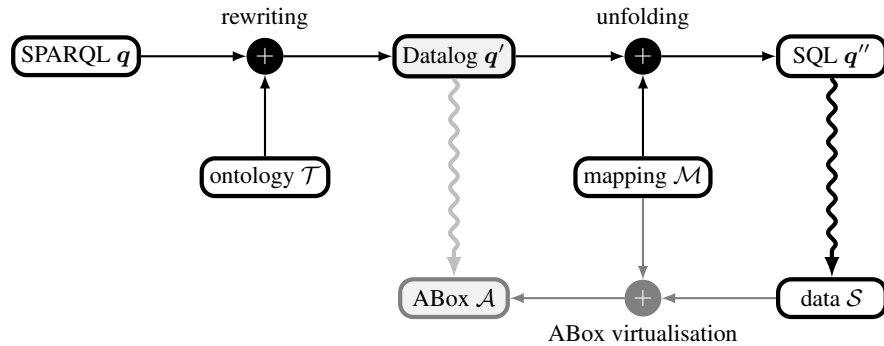 rewriting
unfolding
SPARQL q
+
Datalog q′
+
SQL q″
ontology 𝒯
mapping ℳ
ABox 𝒜
+
data 𝒮
ABox virtualisation